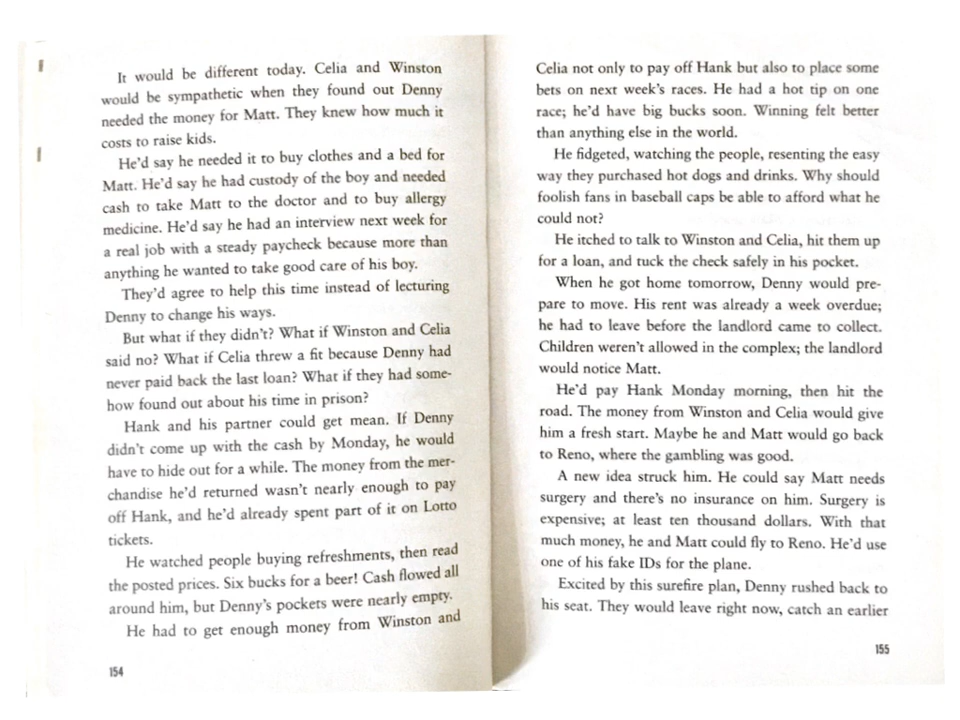 It would be different today. Celia and Winston
would be sympathetic when they found out Denny
needed the money for Matt. They knew how much it
costs to raise kids.
He'd say he needed it to buy clothes and a bed for
Matt. He'd say he had custody of the boy and needed
cash to take Matt to the doctor and to buy allergy
medicine. He'd say he had an interview next week for
a real job with a steady paycheck because more than
anything he wanted to take good care of his boy.
They'd agree to help this time instead of lecturing
Denny to change his ways.
But what if they didn't? What if Winston and Celia
said no? What if Celia threw a fit because Denny had
never paid back the last loan? What if they had some-
how found out about his time in prison?
Hank and his partner could get mean. If Denny
didn't come up with the cash by Monday, he would
have to hide out for a while. The money from the mer-
chandise he'd returned wasn't nearly enough to pay
off Hank, and he'd already spent part of it on Lotto
tickets.
He watched people buying refreshments, then read
the posted prices. Six bucks for a beer! Cash flowed all
around him, but Denny's pockets were nearly empty.
He had to get enough money from Winston and
154
Celia not only to pay off Hank but also to place some
bets on next week's races. He had a hot tip on one
race; he'd have big bucks soon. Winning felt better
than anything else in the world.
He fidgeted, watching the people, resenting the easy
way they purchased hot dogs and drinks. Why should
foolish fans in baseball caps be able to afford what he
could not?
He itched to talk to Winston and Celia, hit them up
for a loan, and tuck the check safely in his pocket.
When he got home tomorrow, Denny would pre-
pare to move. His rent was already a week overdue;
he had to leave before the landlord came to collect.
Children weren't allowed in the complex; the landlord
would notice Matt.
He'd pay Hank Monday morning, then hit the
road. The money from Winston and Celia would give
him a fresh start. Maybe he and Matt would go back
to Reno, where the gambling was good.
A new idea struck him. He could say Matt needs
surgery and there's no insurance on him. Surgery is
expensive; at least ten thousand dollars. With that
much money, he and Matt could fly to Reno. He'd use
one of his fake IDs for the plane.
Excited by this surefire plan, Denny rushed back to
his seat. They would leave right now, catch an earlier
155